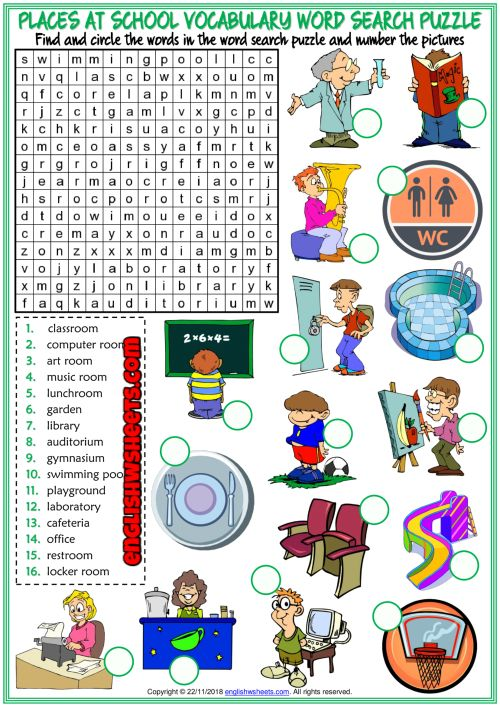 PLACES AT SCHOOL VOCABULARY WORD SEARCH PUZZLE
Find and circle the words in the word search puzzle and number the pictures
s w i m m i n g p o o l l c c
n v q l a s c b w x x o u o m
q f c o r e l a p l k m n m v
r j z c t g a m l v x g c p d
k c h k r i s u a c o y h u i
o m c e o a s s y a f m r t k
g r g r o j r i g f f n o e w
j e a r m a o c r e i a o r j
h s r o c p o r o t c s m r j
d t d o w i m o u e e i d o x
c r e m a y x o n r a u d o c
z o n z x x x m d i a m g m b
v o j y l a b o r a t o r y f
x m g z j o n l i b r a r y k
f a q k a u d i t o r i u m w
Magic
WC
2×6×4=
1. classroom
2. computer room
3. art room
4. music room
5. lunchroom
6. garden
7. library
8. auditorium
9. gymnasium
10. swimming pool
11. playground
12. laboratory
13. cafeteria
14. office
15. restroom
16. locker room
englishwsheets.com
Copyright © 22/11/2018 englishwsheets.com. All rights reserved.